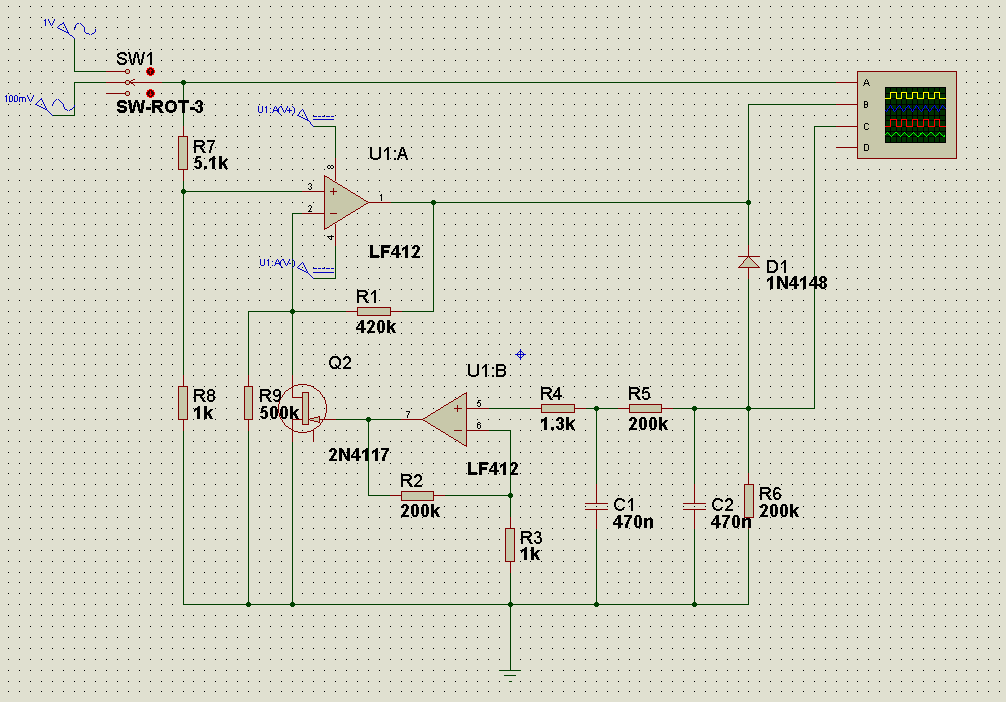 1V
SW1
A
100mV
SW-ROT-3
B
U1:A(V+)
C
D
R7
5.1k
U1:A
8
3
1
2
4
LF412
U1:A(V-)
D1
1N4148
R1
420k
Q2
U1:B
R8
1k
R9
500k
7
5
6
R4
1.3k
R5
200k
2N4117
LF412
R2
200k
C1
470n
C2
470n
R6
200k
R3
1k